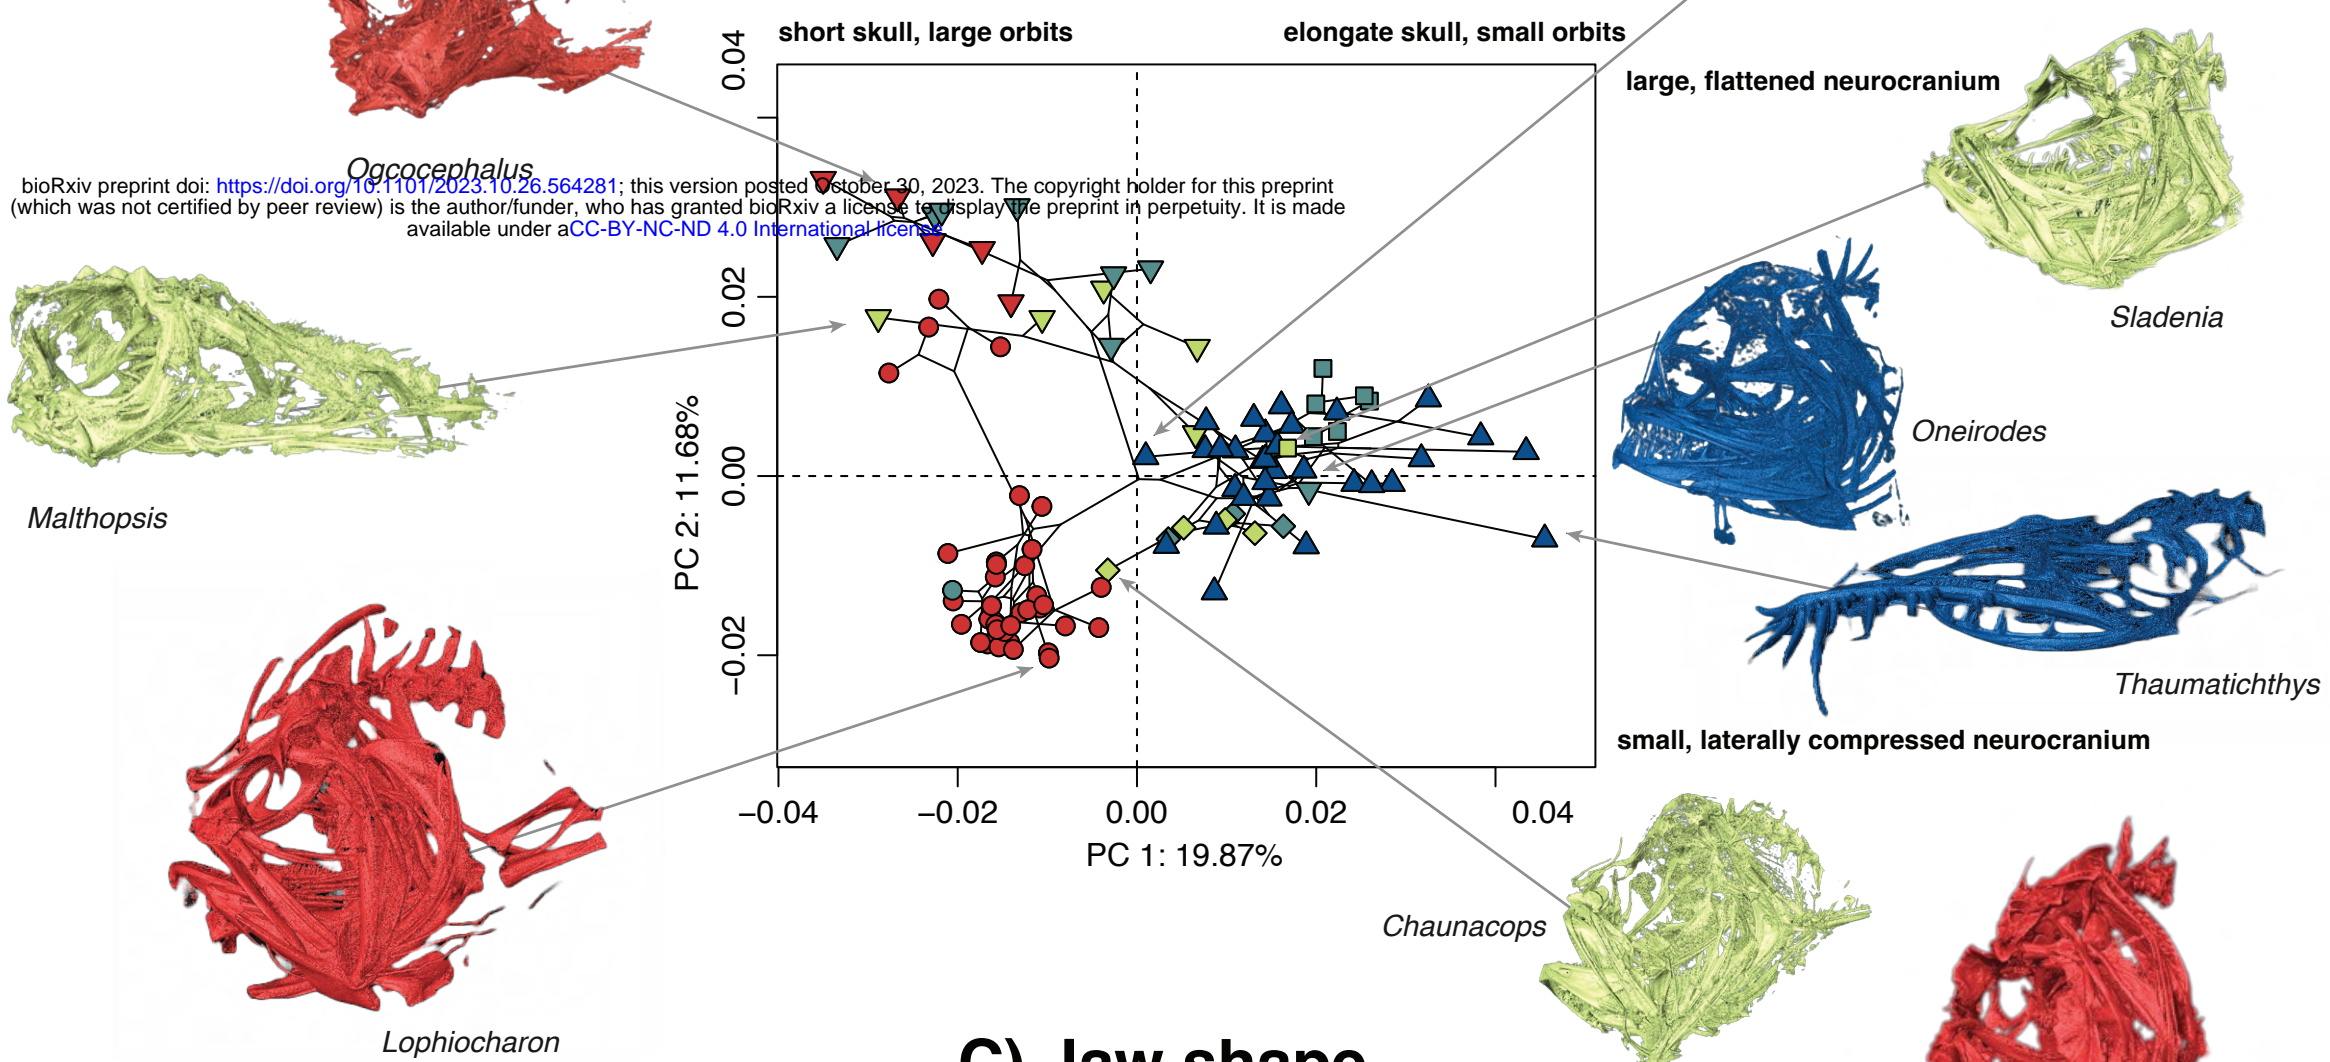 short skull, large orbits
elongate skull, small orbits
large, flattened neurocranium
Ogcocephalus
bioRxiv preprint doi: https://doi.org/10.1101/2023.10.26.564281; this version posted October 30, 2023. The copyright holder for this preprint
(which was not certified by peer review) is the author/funder, who has granted bioRxiv a license to display the preprint in perpetuity. It is made
available under aCC-BY-NC-ND 4.0 International license.
Sladenia
Oneirodes
Malthopsis
Thaumatichthys
small, laterally compressed neurocranium
0.04
0.02
0.00
−0.02
PC 2: 11.68%
−0.04
−0.02
0.00
0.02
0.04
PC 1: 19.87%
Chaunacops
Lophiocharon
C) Jaw shape